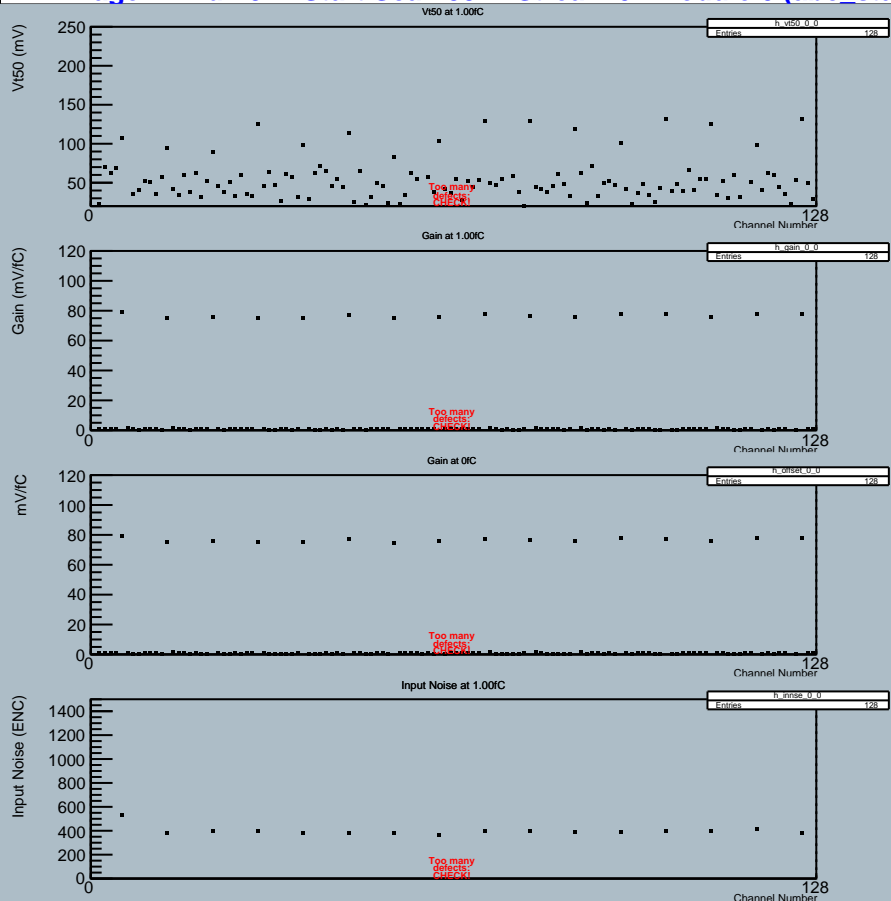 Vt50 at 1.00fC
h_vt50_0_0
Entries 128
Vt50 (mV)
250
200
150
100
50
Too many
defects:
CHECK!
0
128
Channel Number
Gain at 1.00fC
h_gain_0_0
Entries 128
Gain (mV/fC)
120
100
80
60
40
20
0
Too many
defects:
CHECK!
0
128
Channel Number
Gain at 0fC
h_offset_0_0
Entries 128
mV/fC
120
100
80
60
40
20
0
Too many
defects:
CHECK!
0
128
Channel Number
Input Noise at 1.00fC
h_innse_0_0
Entries 128
Input Noise (ENC)
1400
1200
1000
800
600
400
200
0
Too many
defects:
CHECK!
0
128
Channel Number